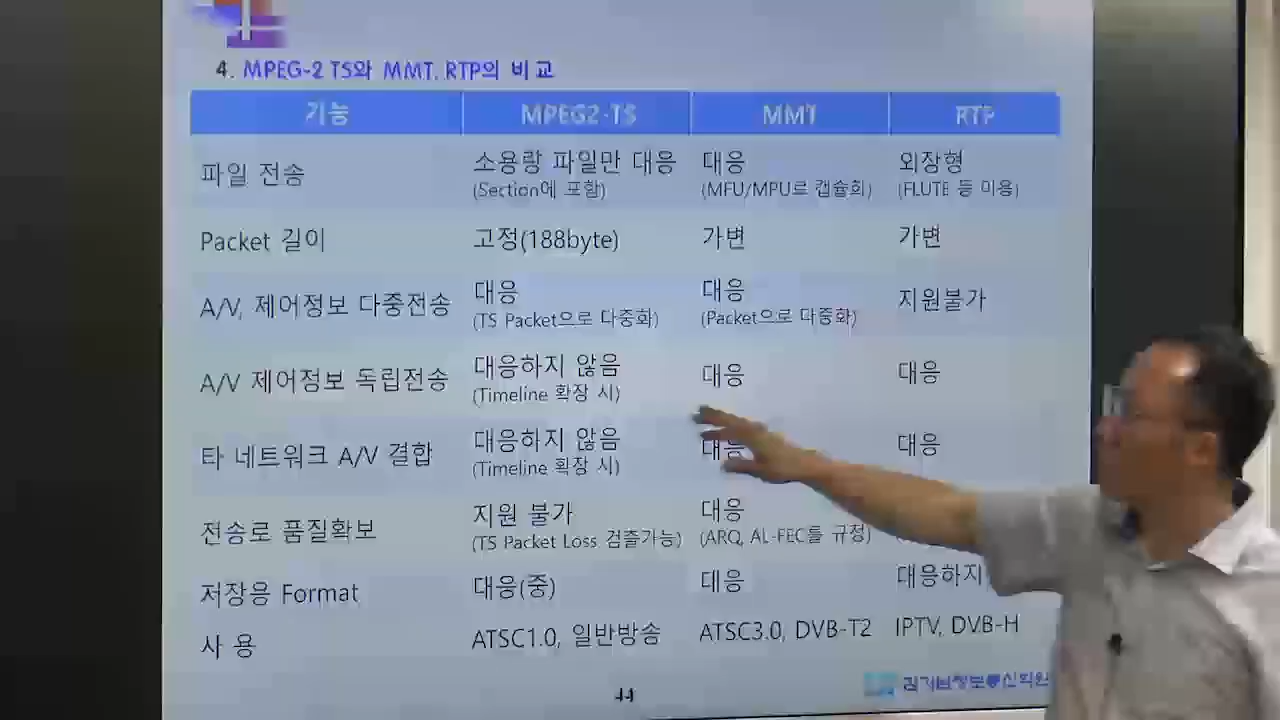 4. MPEG-2 TS와 MMT, RTP의 비교
기능 MPEG2-TS MMT RTP
파일 전송 소용량 파일만 대응 대응 외장형
(Section에 포함) (MFU/MPU로 캡슐화) (FLUTE 등 이용)
Packet 길이 고정(188byte) 가변 가변
A/V, 제어정보 다중전송 대응 대응 지원불가
(TS Packet으로 다중화) (Packet으로 다중화)
A/V 제어정보 독립전송 대응하지 않음 대응 대응
(Timeline 확장 시)
타 네트워크 A/V 결합 대응하지 않음 대응 대응
(Timeline 확장 시)
전송로 품질확보 지원 불가 대응
(TS Packet Loss 검출가능) (ARQ, AL-FEC를 규정)
저장용 Format 대응(중) 대응 대응하지
사 용 ATSC1.0, 일반방송 ATSC3.0, DVB-T2 IPTV, DVB-H
44